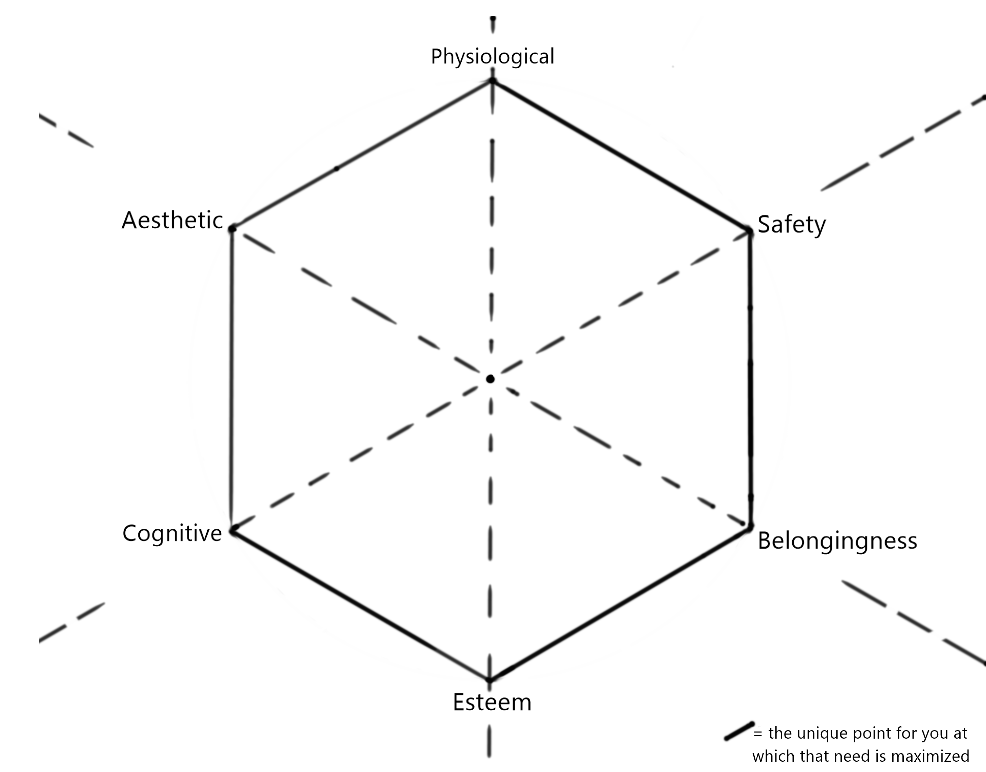 Physiological
Aesthetic
Safety
Cognitive
Belongingness
Esteem
= the unique point for you at
which that need is maximized